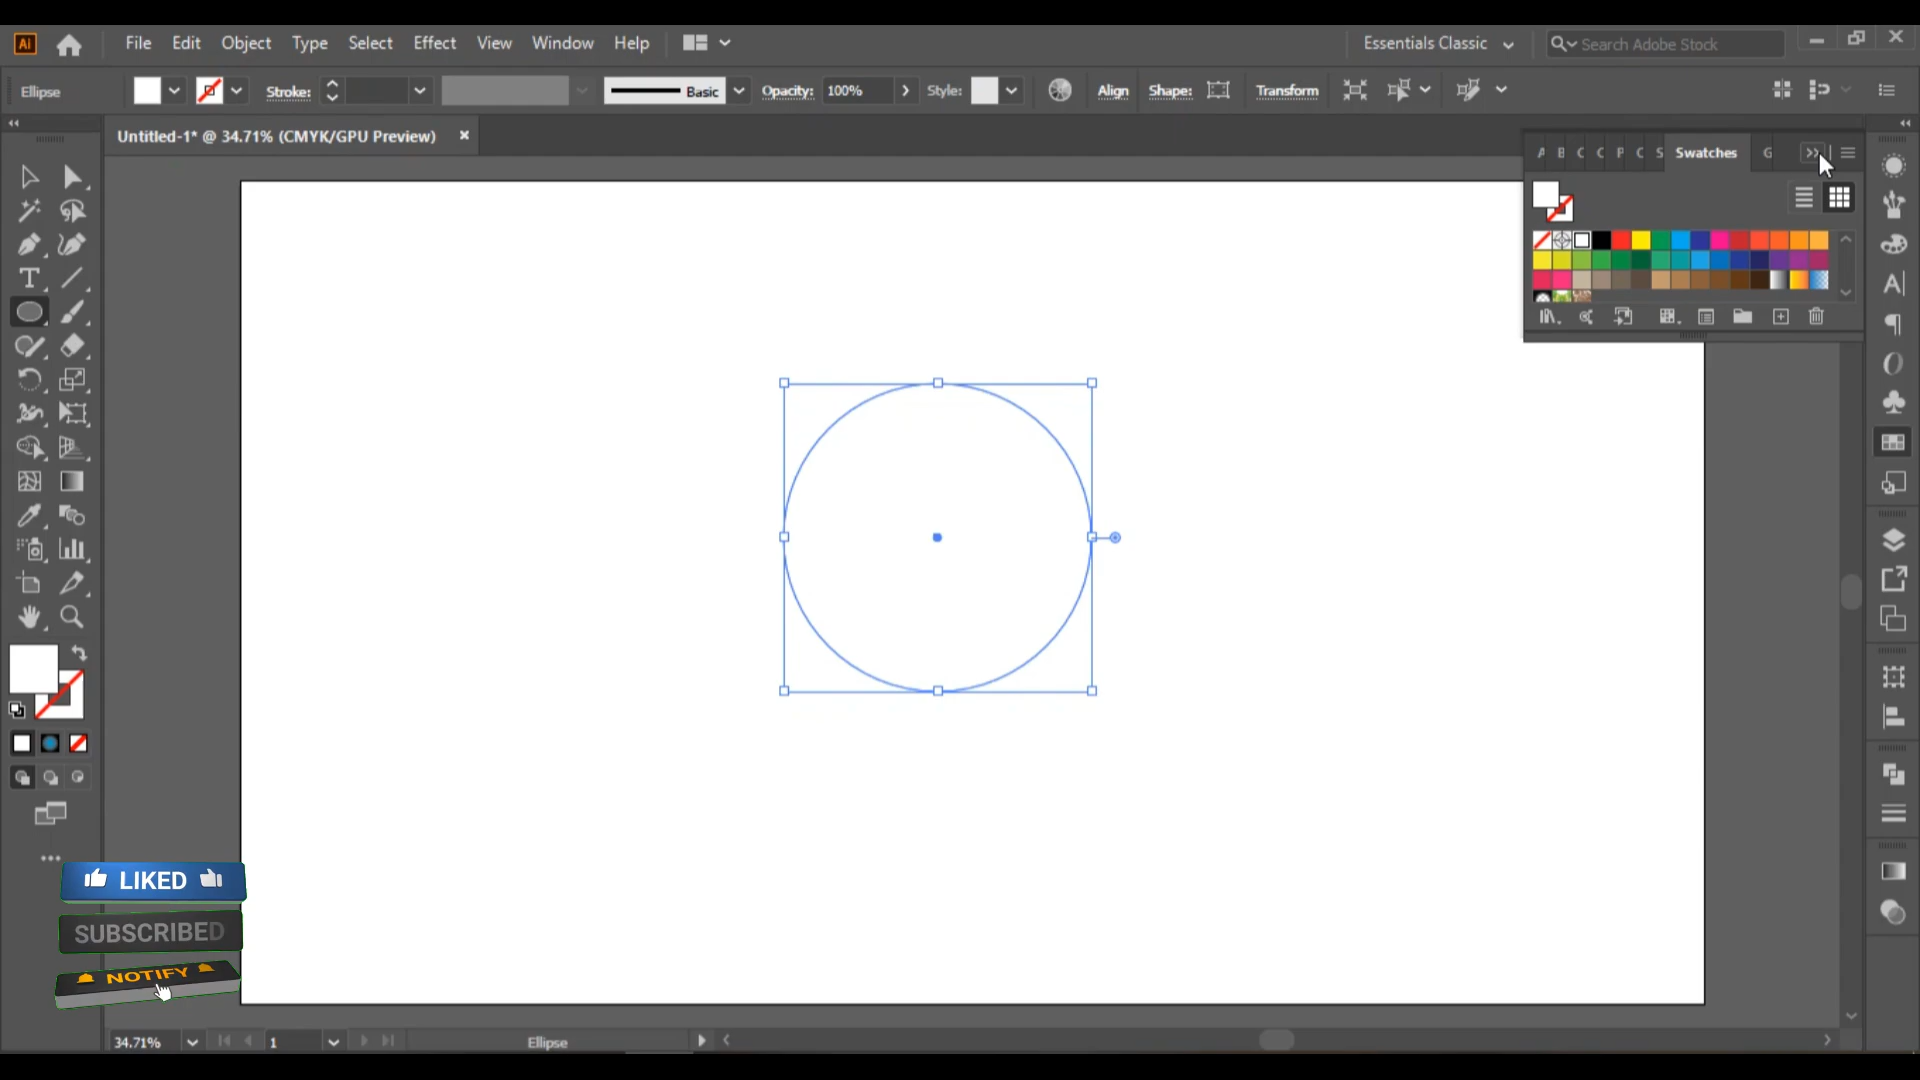 Ai File Edit Object Type Select Effect View Window Help Essentials Classic Search Adobe Stock
Ellipse Stroke: Basic Opacity: 100% Style: Align Shape: Transform
Untitled-1* @ 34.71% (CMYK/GPU Preview)
A B C C P C S Swatches G
LIKED
SUBSCRIBED
NOTIFY
34.71% 1 Ellipse